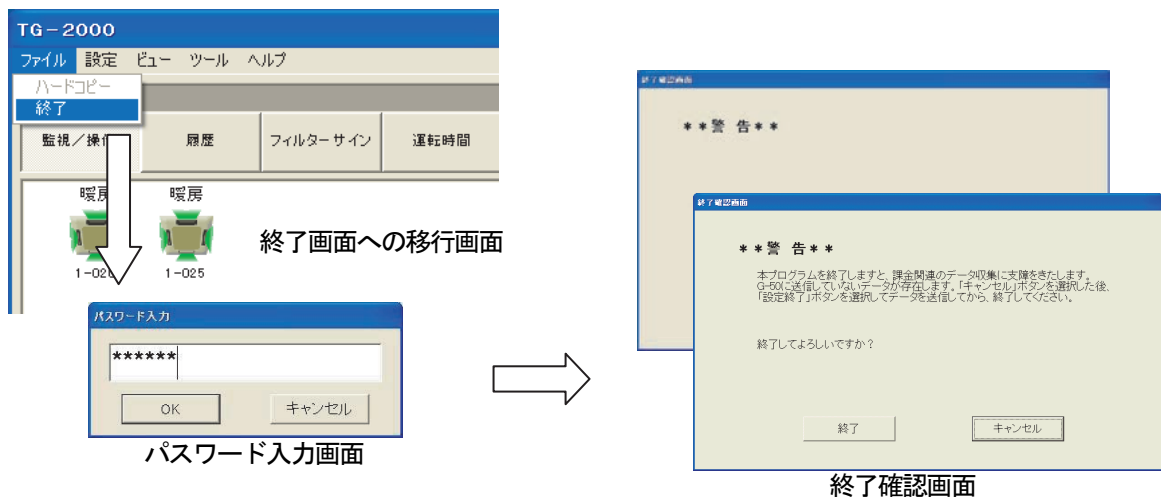 TG-2000
ファイル 設定 ビュー ツール ヘルプ
ハードコピー
終了
監視/操作 履歴 フィルターサイン 運転時間
暖房 暖房
1-026 1-025
終了画面への移行画面
パスワード入力
******
OK キャンセル
パスワード入力画面
終了確認画面
**警 告**
終了確認画面
**警 告**
本プログラムを終了しますと、課金関連のデータ収集に支障をきたします。
G-50に送信していないデータが存在します。「キャンセル」ボタンを選択した後、
「設定終了」ボタンを選択してデータを送信してから、終了してください。
終了してよろしいですか?
終了 キャンセル
終了確認画面